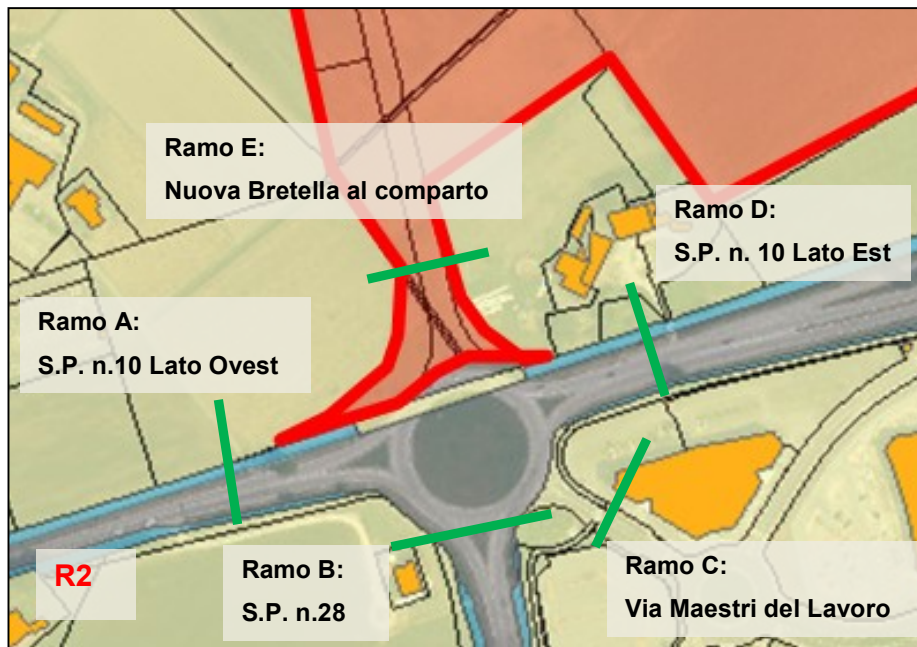 Ramo E:
Nuova Bretella al comparto
Ramo D:
S.P. n. 10 Lato Est
Ramo A:
S.P. n.10 Lato Ovest
R2
Ramo B:
S.P. n.28
Ramo C:
Via Maestri del Lavoro